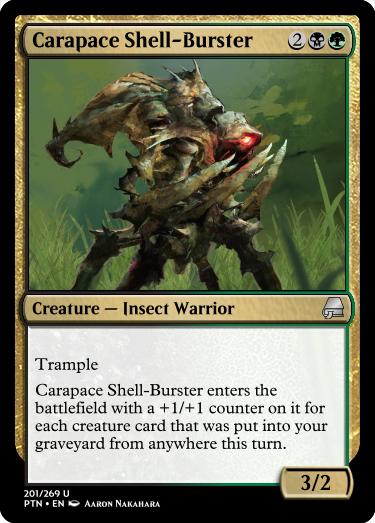 Carapace Shell-Burster 2
Creature — Insect Warrior
Trample
Carapace Shell-Burster enters the
battlefield with a +1/+1 counter on it for
each creature card that was put into your
graveyard from anywhere this turn.
3/2
201/269 U
PTN • EN Aaron Nakahara